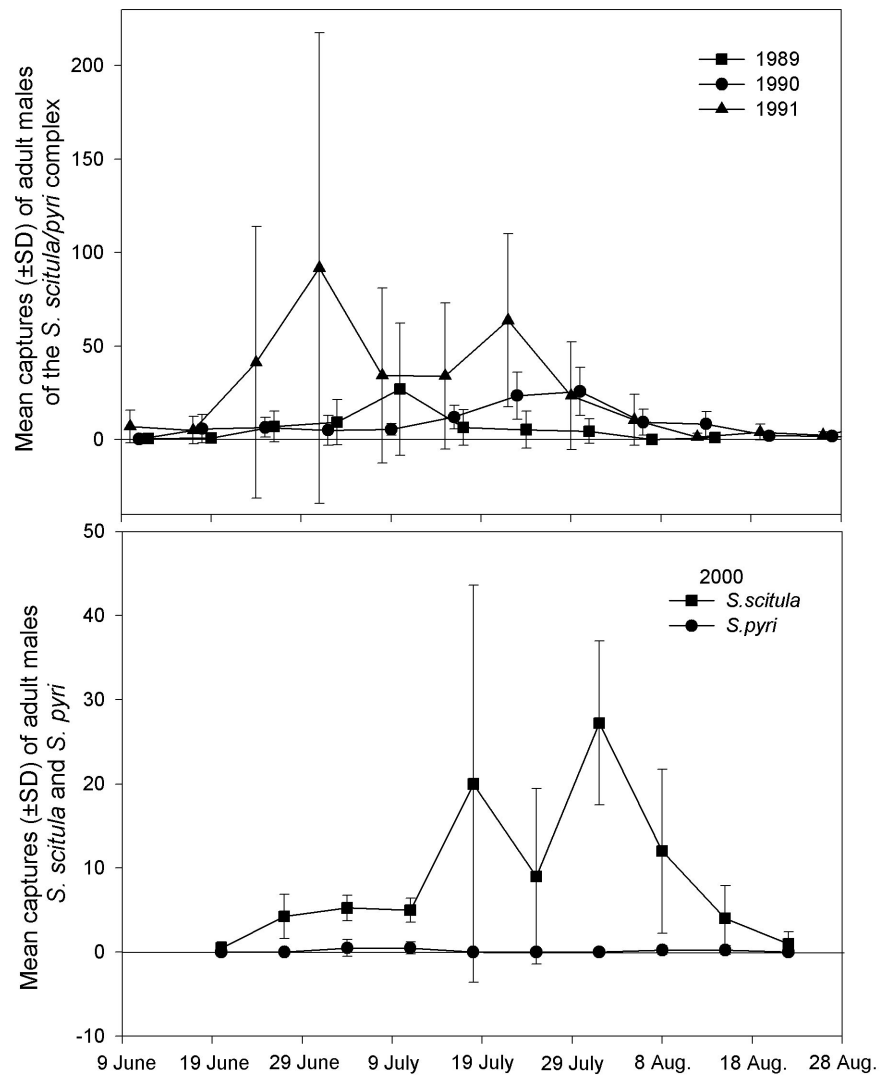 Mean captures (±SD) of adult males
of the S. scitula/pyri complex
200
150
100
50
0
1989
1990
1991
Mean captures (±SD) of adult males
S. scitula and S. pyri
50
40
30
20
10
0
-10
2000
S.scitula
S.pyri
9 June 19 June 29 June 9 July 19 July 29 July 8 Aug. 18 Aug. 28 Aug.